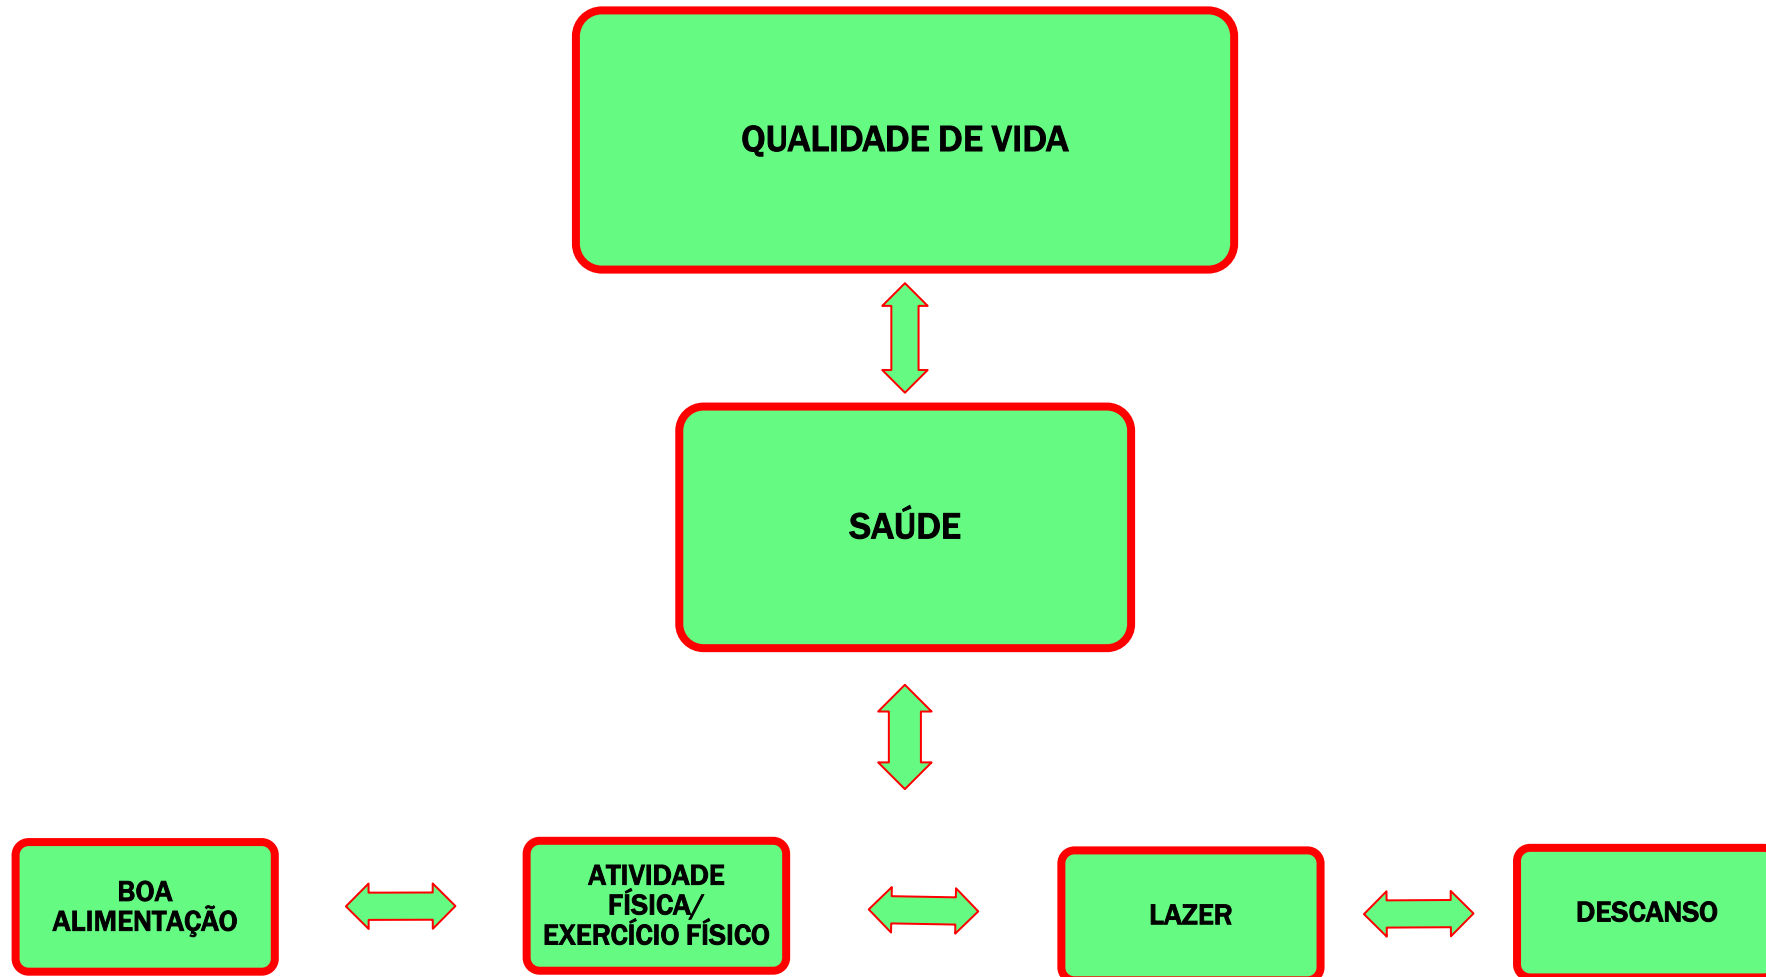 QUALIDADE DE VIDA
SAÚDE
BOA
ALIMENTAÇÃO
ATIVIDADE
FÍSICA/
EXERCÍCIO FÍSICO
LAZER
DESCANSO